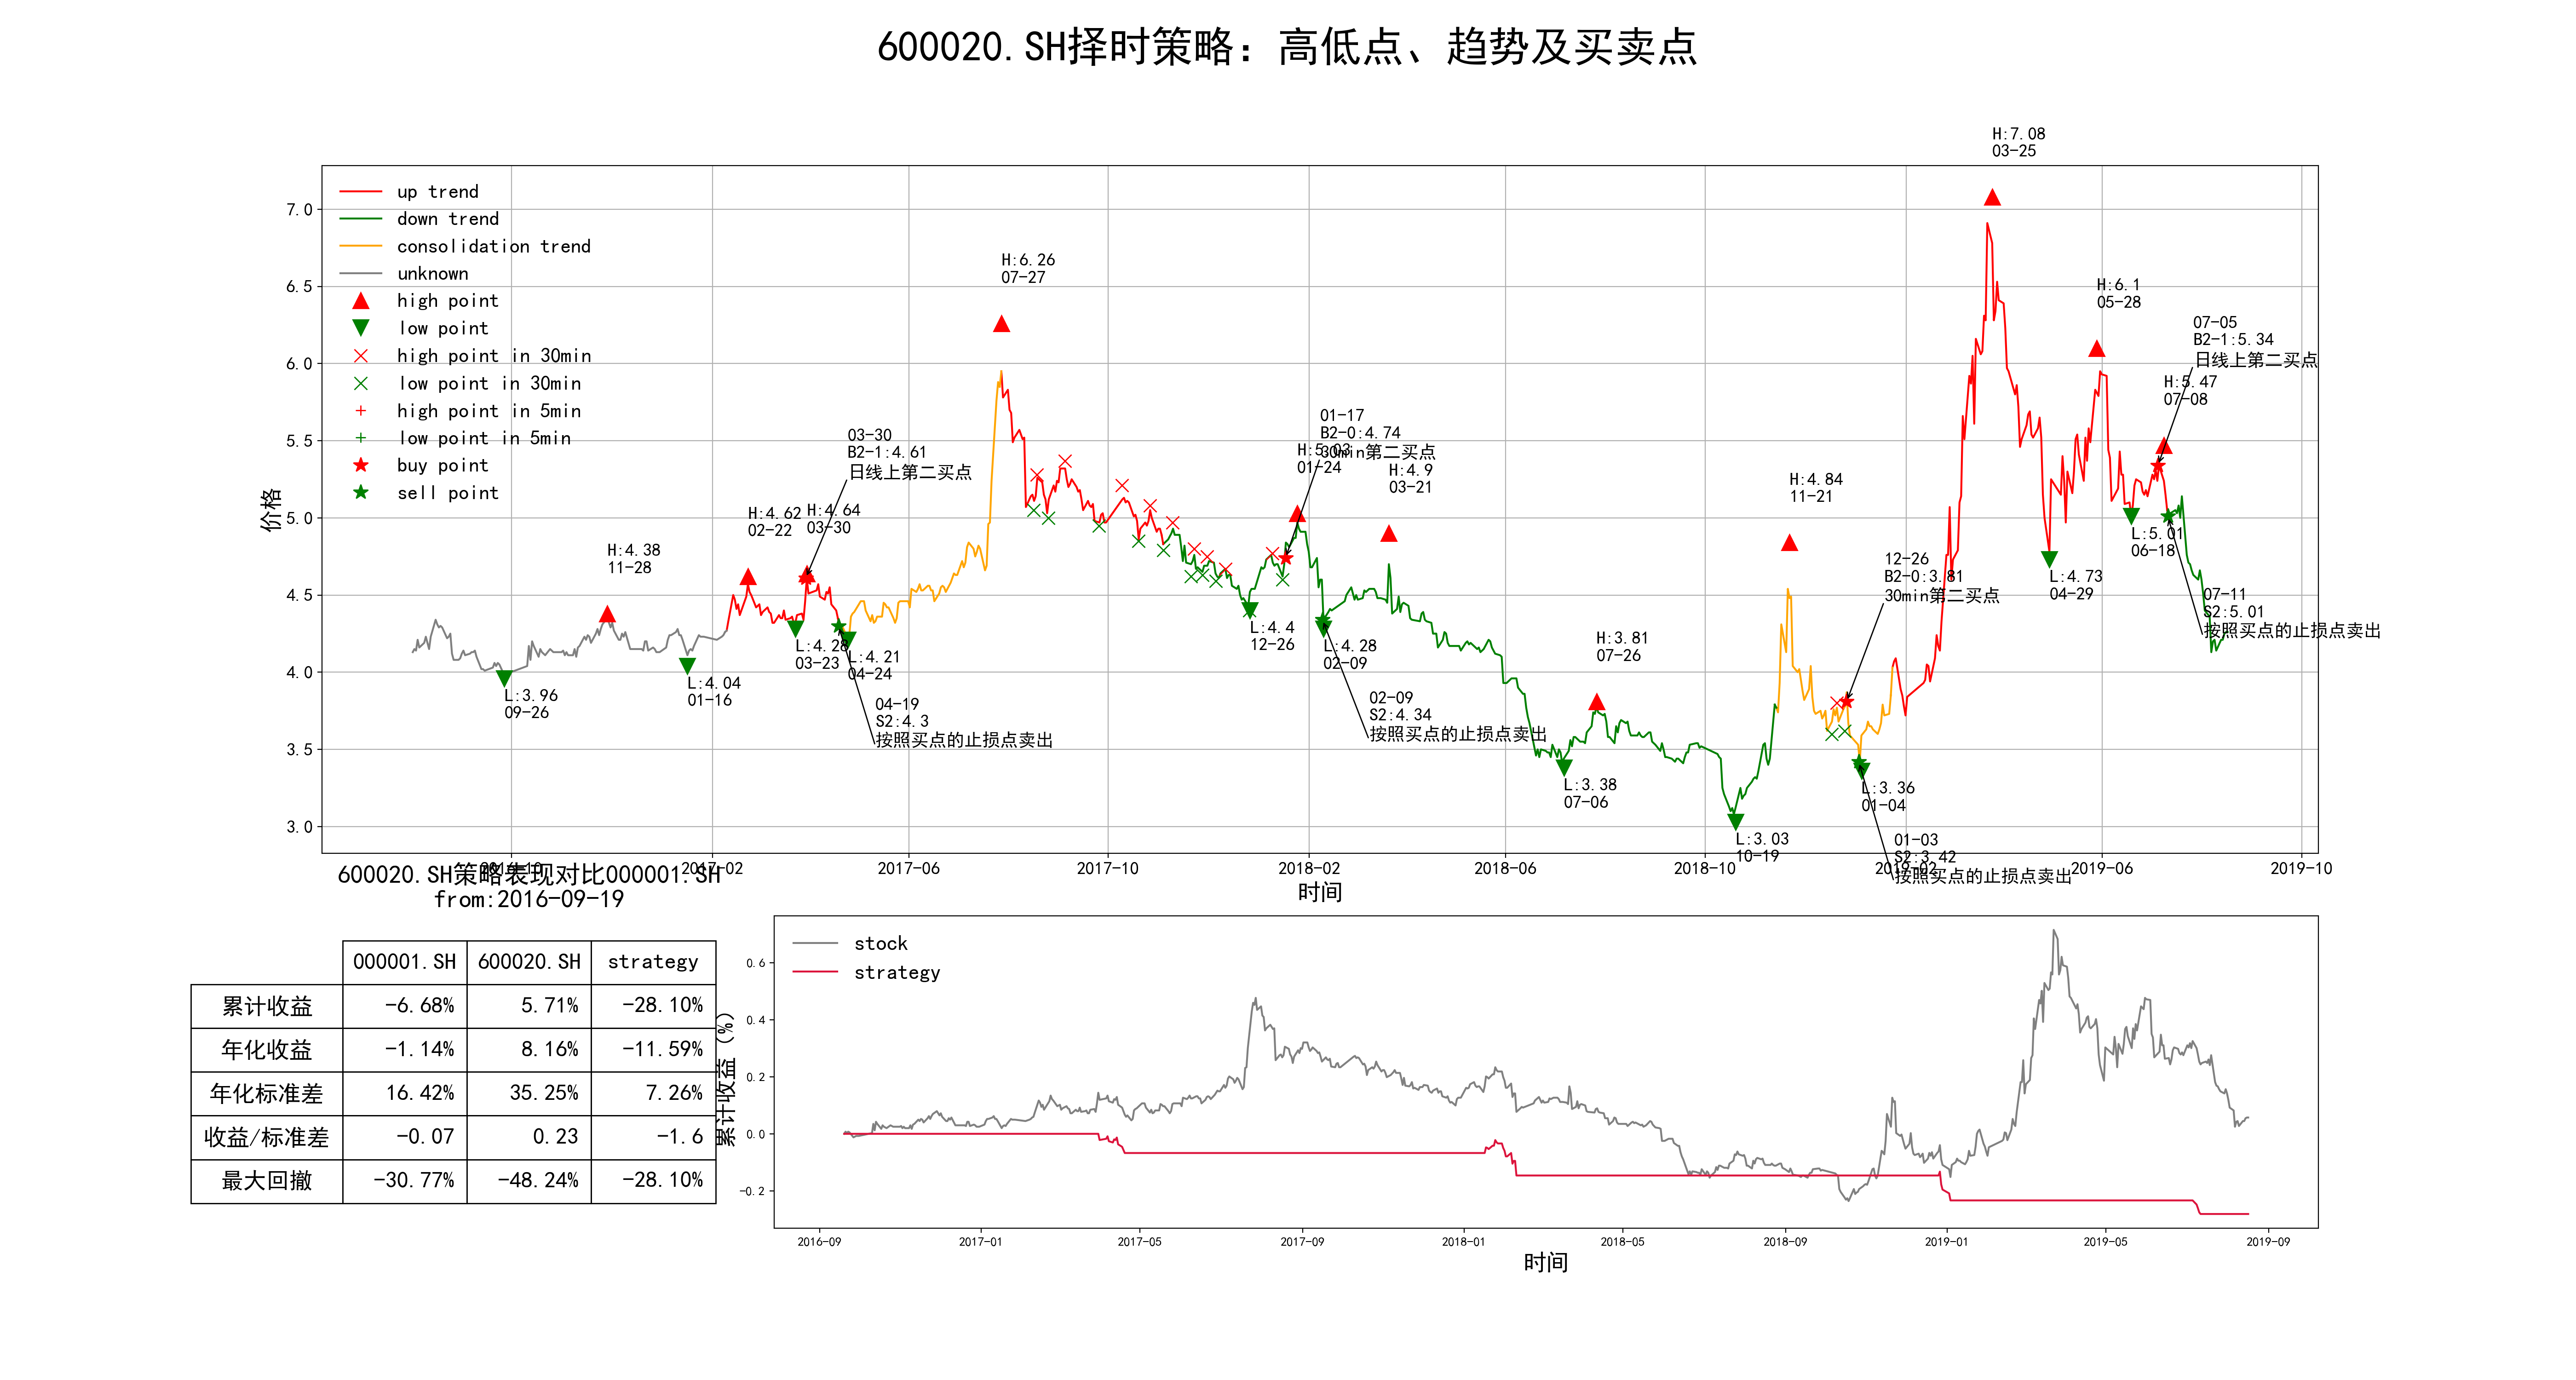 600020.SH择时策略：高低点、趋势及买卖点
H:7.08
03-25
up trend
down trend
consolidation trend
unknown
high point
low point
high point in 30min
low point in 30min
high point in 5min
low point in 5min
buy point
sell point
价格
7.0
6.5
6.0
5.5
5.0
4.5
4.0
3.5
3.0
L:3.96
09-26
H:4.38
11-28
L:4.04
01-16
H:4.62
02-22
L:4.28
03-23
H:4.64
03-30
03-30
B2-1:4.61
日线上第二买点
L:4.21
04-24
04-19
S2:4.3
按照买点的止损点卖出
H:6.26
07-27
L:4.4
12-26
01-17
B2-0:4.74
30min第二买点
H:5.03
01-24
L:4.28
02-09
02-09
S2:4.34
按照买点的止损点卖出
H:4.9
03-21
L:3.38
07-06
H:3.81
07-26
L:3.03
10-19
H:4.84
11-21
12-26
B2-0:3.81
30min第二买点
L:3.36
01-04
01-03
S2:3.42
按照买点的止损点卖出
L:4.73
04-29
H:6.1
05-28
L:5.01
06-18
07-05
B2-1:5.34
日线上第二买点
H:5.47
07-08
07-11
S2:5.01
按照买点的止损点卖出
2016-10
2017-02
2017-06
2017-10
2018-02
2018-06
2018-10
2019-02
2019-06
2019-10
时间
600020.SH策略表现对比000001.SH
from:2016-09-19
000001.SH 600020.SH strategy
累计收益 -6.68% 5.71% -28.10%
年化收益 -1.14% 8.16% -11.59%
年化标准差 16.42% 35.25% 7.26%
收益/标准差 -0.07 0.23 -1.6
最大回撤 -30.77% -48.24% -28.10%
累计收益（%）
stock
strategy
0.6
0.4
0.2
0.0
-0.2
2016-09
2017-01
2017-05
2017-09
2018-01
2018-05
2018-09
2019-01
2019-05
2019-09
时间